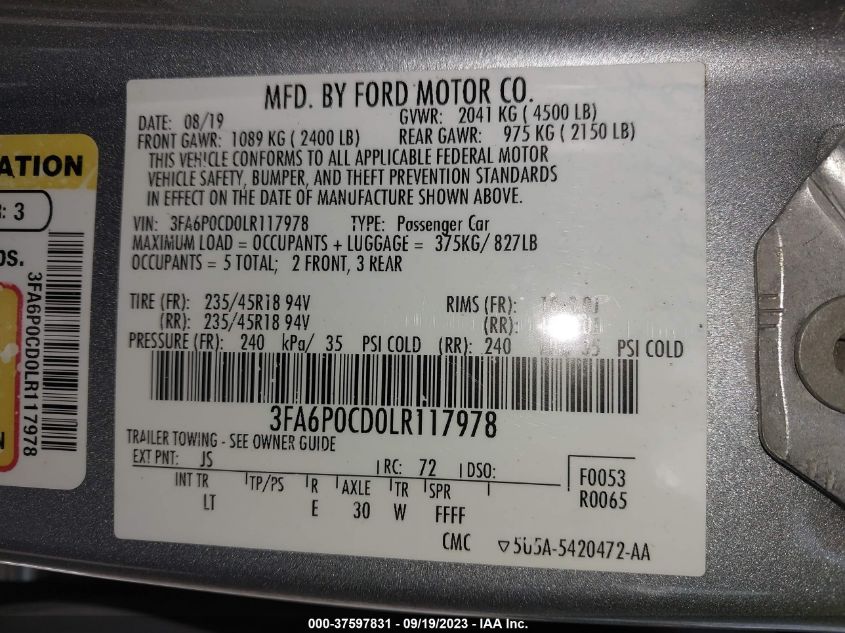 MFD. BY FORD MOTOR CO.
DATE: 08/19 GVWR: 2041 KG ( 4500 LB)
FRONT GAWR: 1089 KG ( 2400 LB) REAR GAWR: 975 KG ( 2150 LB)
THIS VEHICLE CONFORMS TO ALL APPLICABLE FEDERAL MOTOR
VEHICLE SAFETY, BUMPER, AND THEFT PREVENTION STANDARDS
IN EFFECT ON THE DATE OF MANUFACTURE SHOWN ABOVE.
VIN: 3FA6P0CD0LR117978 TYPE: Passenger Car
MAXIMUM LOAD = OCCUPANTS + LUGGAGE = 375KG/ 827LB
OCCUPANTS = 5 TOTAL; 2 FRONT, 3 REAR
TIRE (FR): 235/45R18 94V RIMS (FR):
(RR): 235/45R18 94V (RR):
PRESSURE (FR): 240 kPa/ 35 PSI COLD (RR): 240 35 PSI COLD
3FA6P0CD0LR117978
TRAILER TOWING - SEE OWNER GUIDE
EXT PNT: JS RC: 72 DSO: F0053
INT TR TP/PS R AXLE TR SPR R0065
LT E 30 W FFFF
CMC 5U5A-5420472-AA
ATION
: 3
DS.
3FA6P0CD0LR117978
N
000-37597831 - 09/19/2023 - IAA Inc.